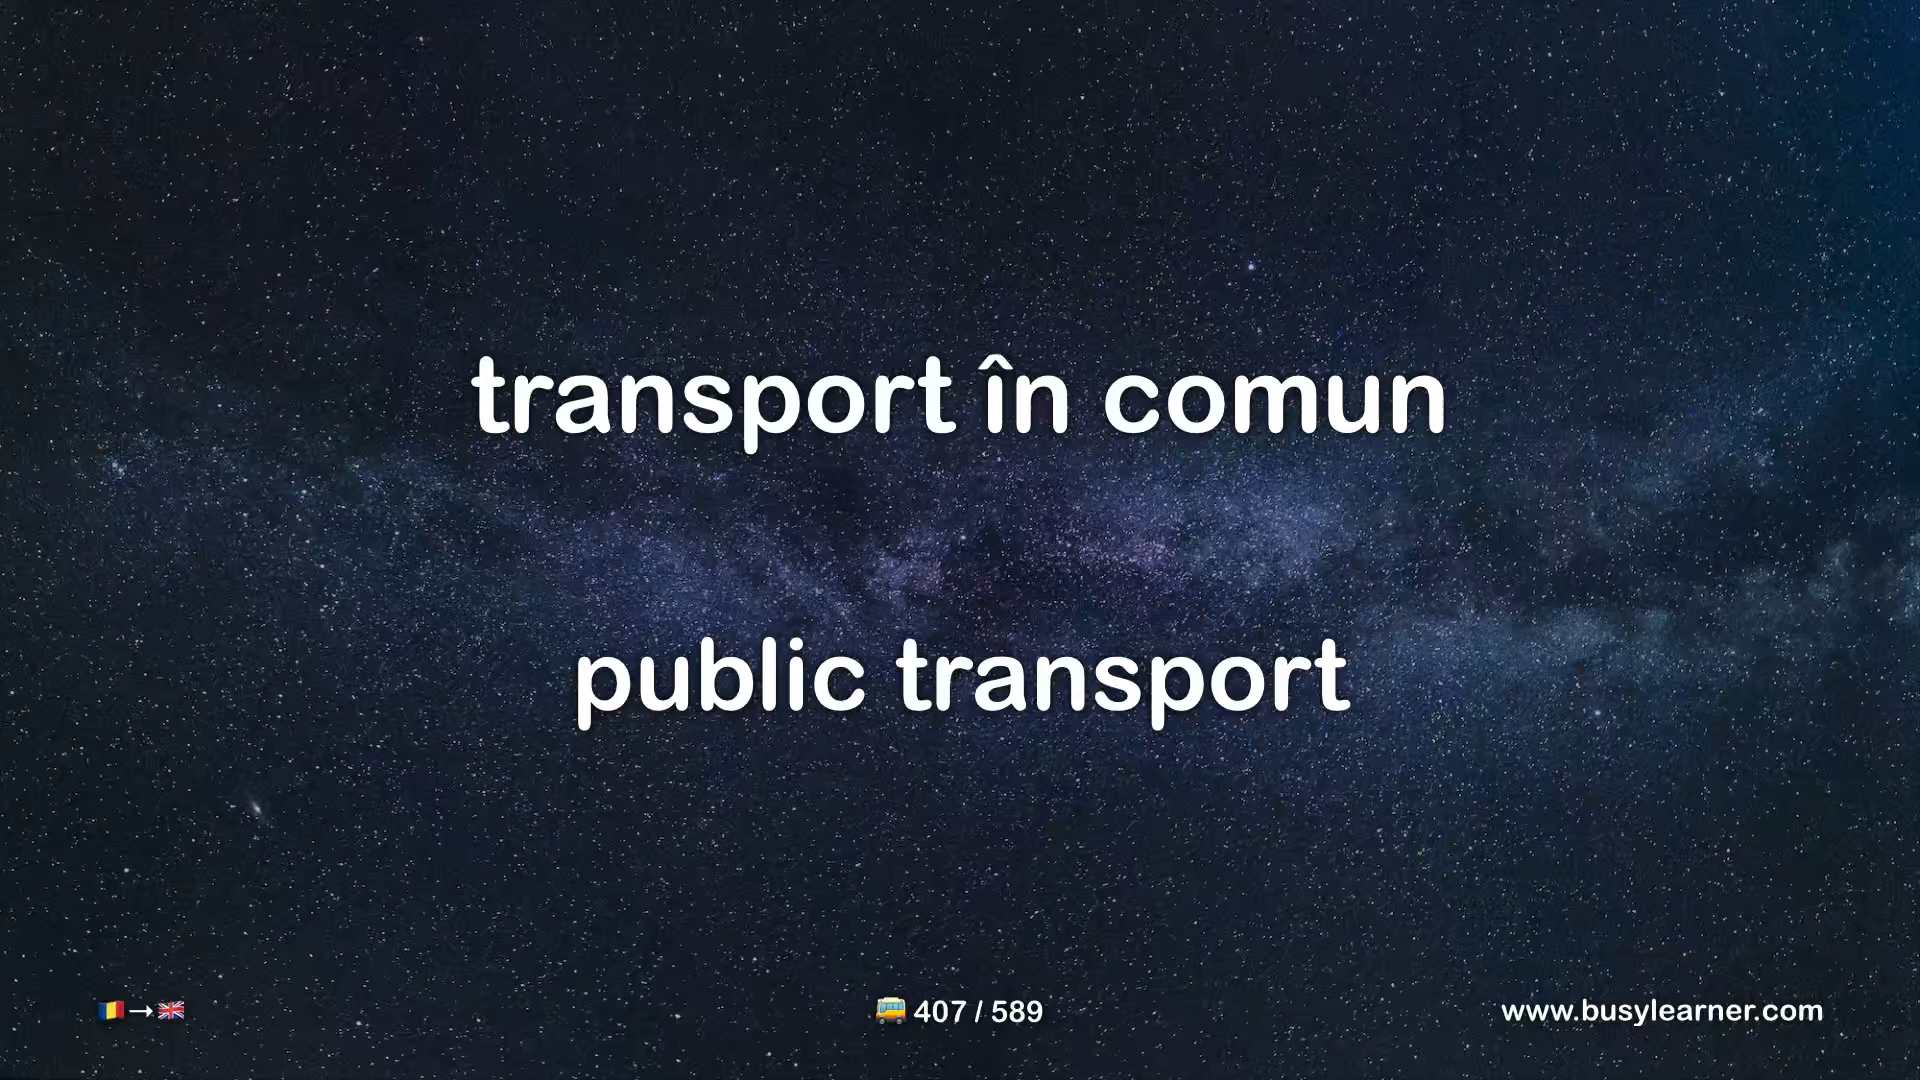 transport în comun
public transport
🇷🇴→🇬🇧
🚌 407 / 589
www.busylearner.com